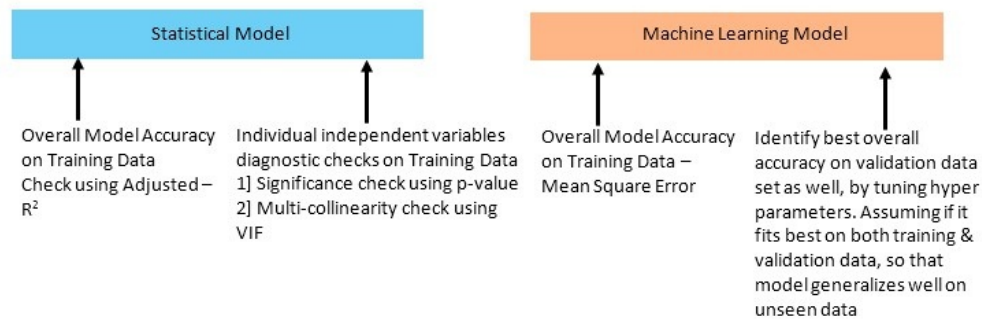 Statistical Model
Machine Learning Model
Overall Model Accuracy
on Training Data
Check using Adjusted –
R²
Individual independent variables
diagnostic checks on Training Data
1] Significance check using p-value
2] Multi-collinearity check using
VIF
Overall Model Accuracy
on Training Data –
Mean Square Error
Identify best overall
accuracy on validation data
set as well, by tuning hyper
parameters. Assuming if it
fits best on both training &
validation data, so that
model generalizes well on
unseen data